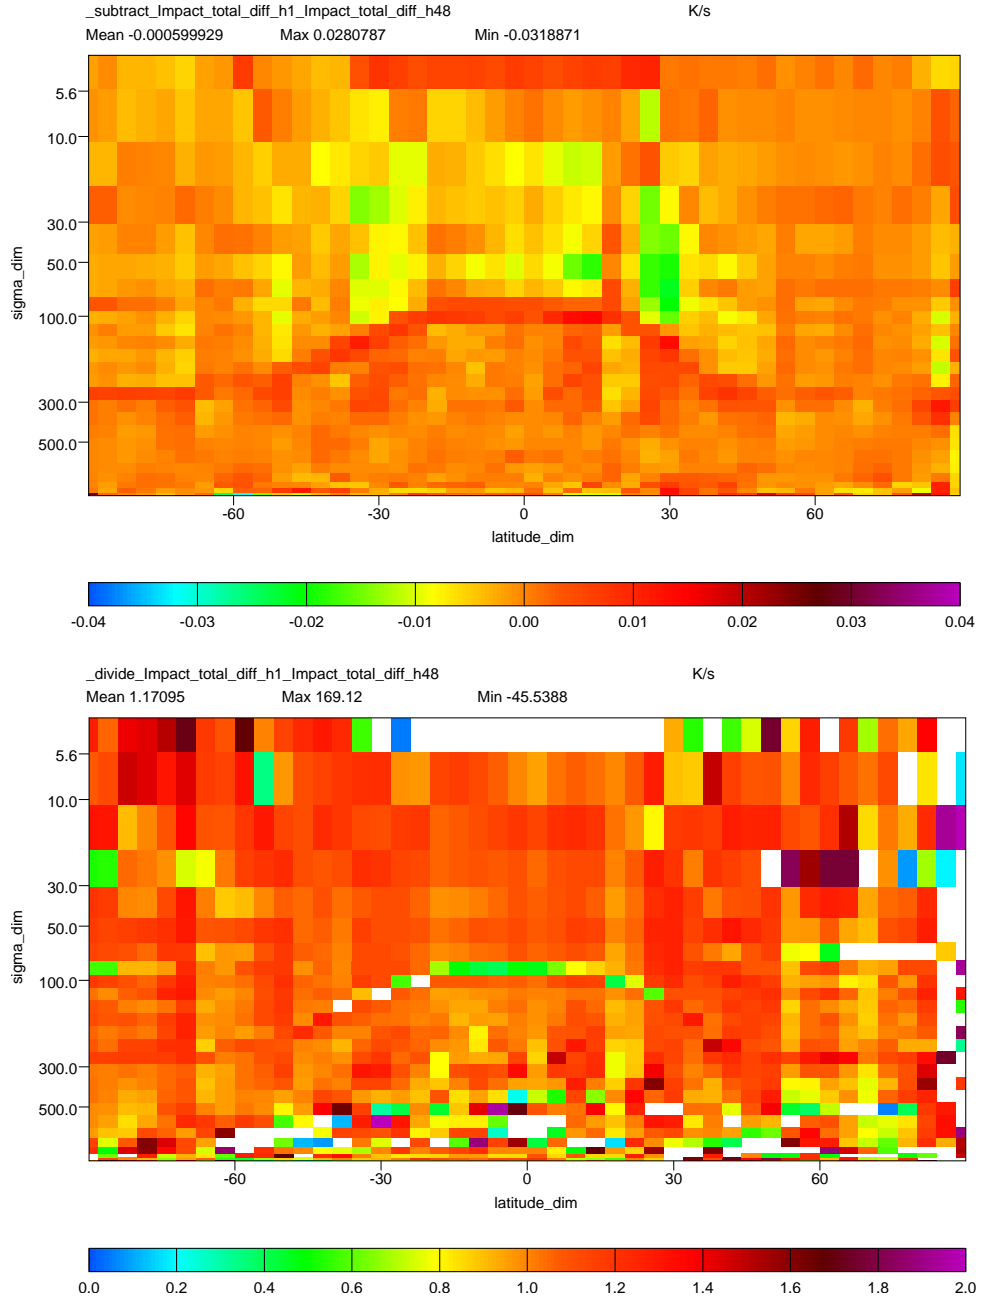 _subtract_Impact_total_diff_h1_Impact_total_diff_h48 K/s
Mean -0.000599929 Max 0.0280787 Min -0.0318871
5.6
10.0
30.0
50.0
100.0
300.0
500.0
sigma_dim
-60 -30 0 30 60
latitude_dim
-0.04 -0.03 -0.02 -0.01 0.00 0.01 0.02 0.03 0.04
_divide_Impact_total_diff_h1_Impact_total_diff_h48 K/s
Mean 1.17095 Max 169.12 Min -45.5388
5.6
10.0
30.0
50.0
100.0
300.0
500.0
sigma_dim
-60 -30 0 30 60
latitude_dim
0.0 0.2 0.4 0.6 0.8 1.0 1.2 1.4 1.6 1.8 2.0